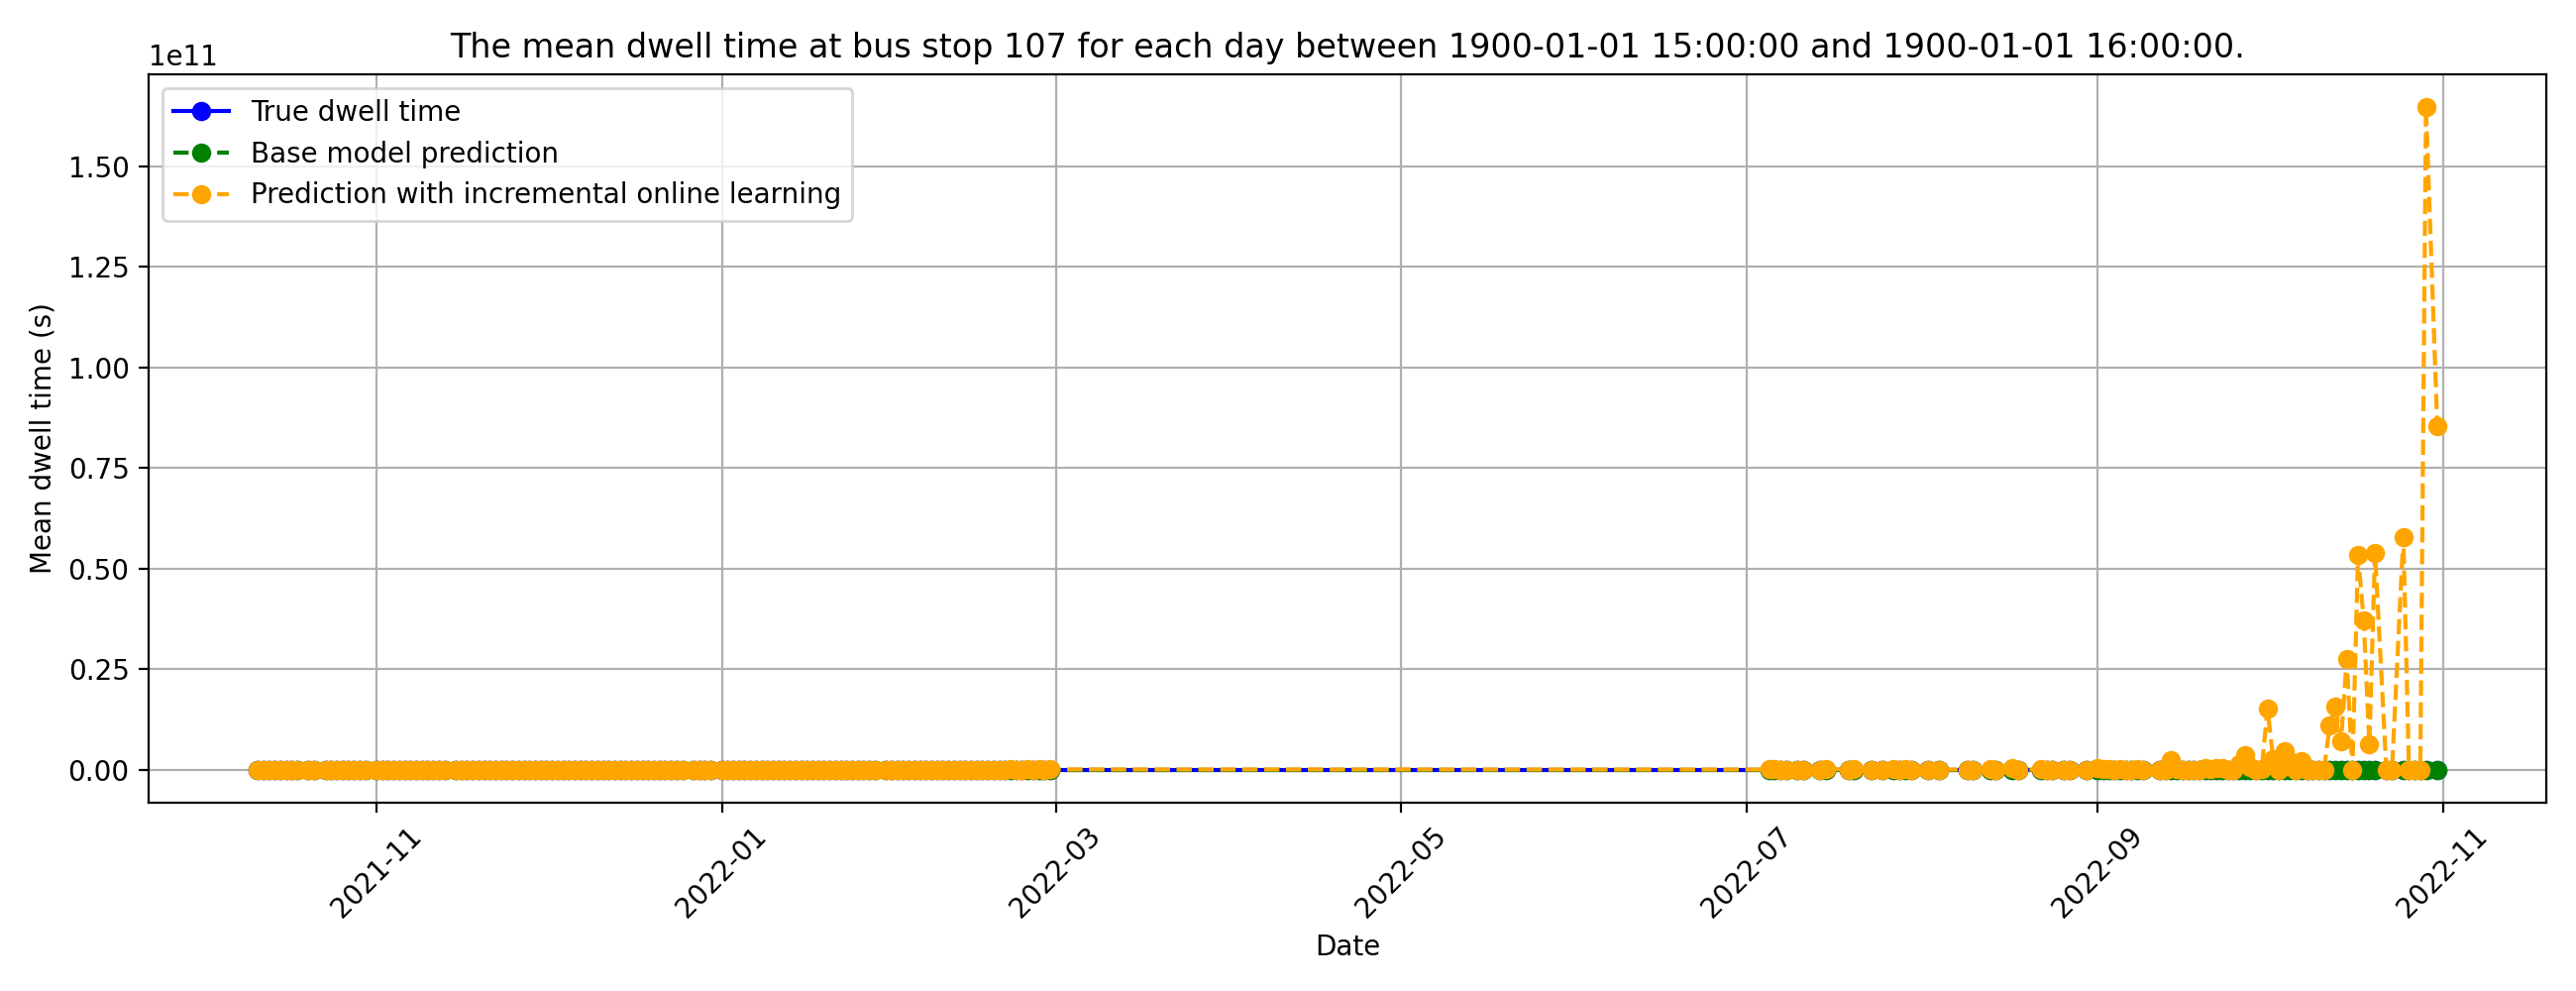 The mean dwell time at bus stop 107 for each day between 1900-01-01 15:00:00 and 1900-01-01 16:00:00.
1e11
True dwell time
Base model prediction
Prediction with incremental online learning
1.50
1.25
1.00
0.75
0.50
0.25
0.00
Mean dwell time (s)
2021-11
2022-01
2022-03
2022-05
2022-07
2022-09
2022-11
Date